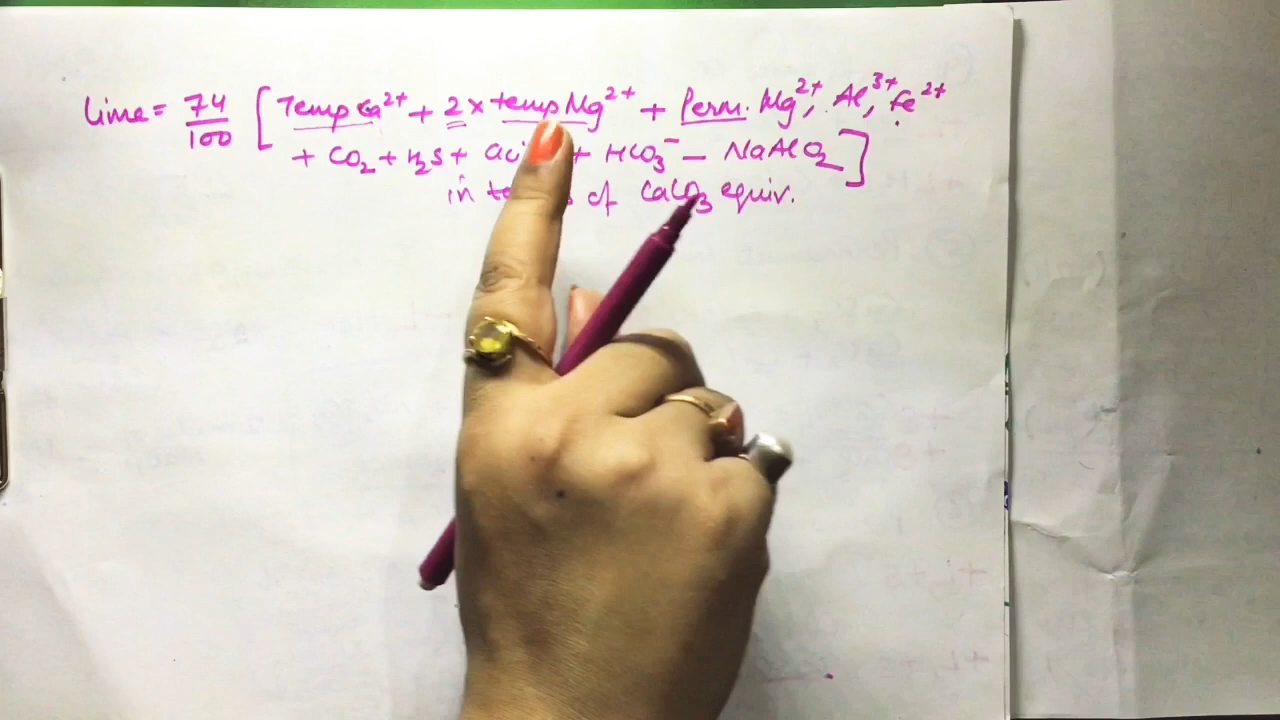 Lime = 74/100 [Temp Ca²⁺ + 2 x temp Mg²⁺ + Perm. Mg²⁺, Al³⁺, Fe²⁺
+ CO₂ + H₂S + + HCO₃⁻ - NaAlO₂]
in of CaCO₃ equiv.